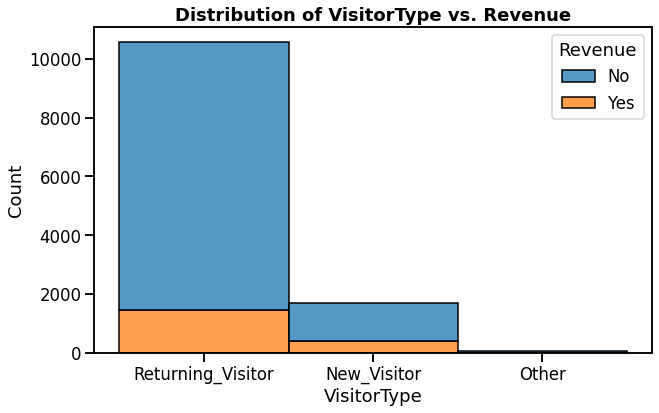 Distribution of VisitorType vs. Revenue
Revenue
No
Yes
Count
10000
8000
6000
4000
2000
0
Returning_Visitor New_Visitor Other
VisitorType